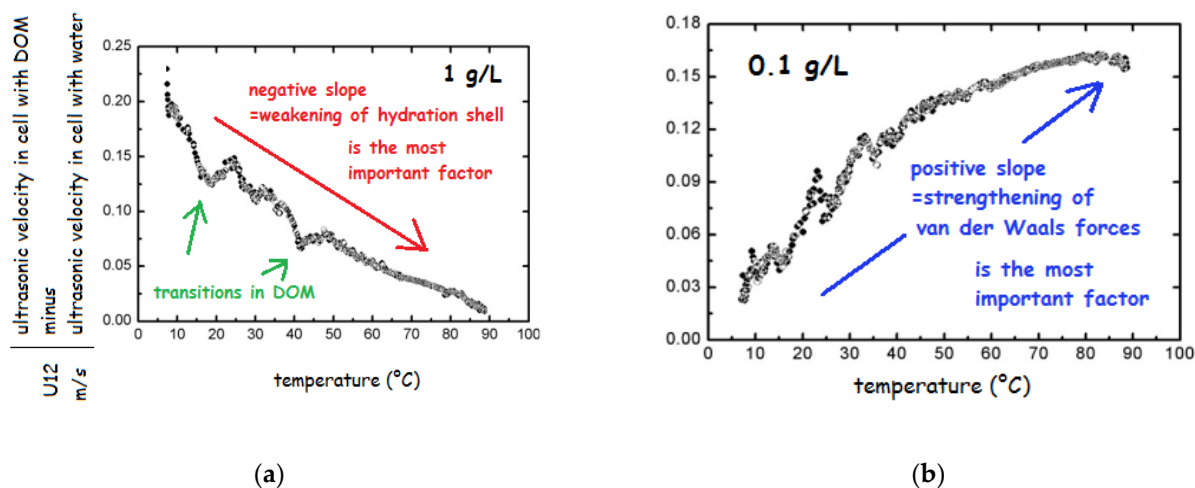 ultrasonic velocity in cell with DOM
minus
ultrasonic velocity in cell with water
U12
m/s
0.25
0.20
0.15
0.10
0.05
0.00
1 g/L
negative slope
=weakening of hydration shell
is the most
important factor
transitions in DOM
0 10 20 30 40 50 60 70 80 90 100
temperature (°C)
(a)
0.18
0.15
0.12
0.09
0.06
0.03
0.00
0.1 g/L
positive slope
=strengthening of
van der Waals forces
is the most
important factor
0 10 20 30 40 50 60 70 80 90 100
temperature (°C)
(b)